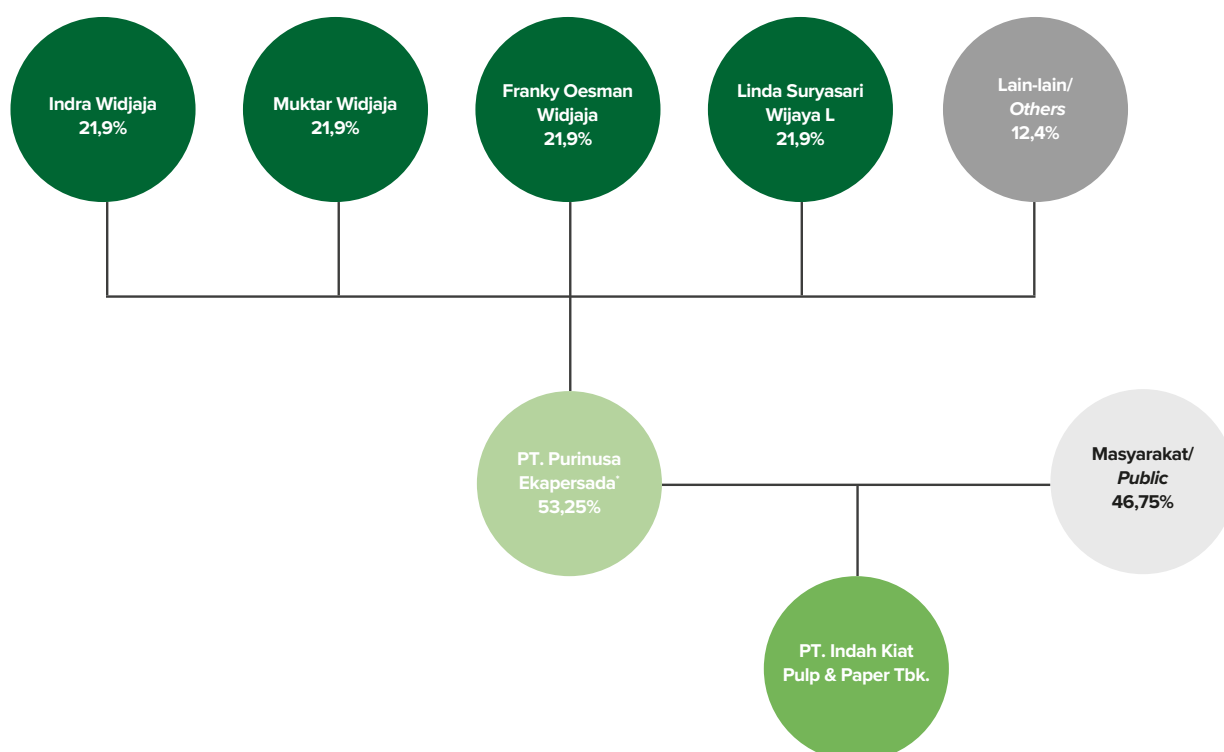 Indra Widjaja
21,9%
Muktar Widjaja
21,9%
Franky Oesman
Widjaja
21,9%
Linda Suryasari
Wijaya L
21,9%
Lain-lain/
Others
12,4%
PT. Purinusa
Ekapersada*
53,25%
Masyarakat/
Public
46,75%
PT. Indah Kiat
Pulp & Paper Tbk.